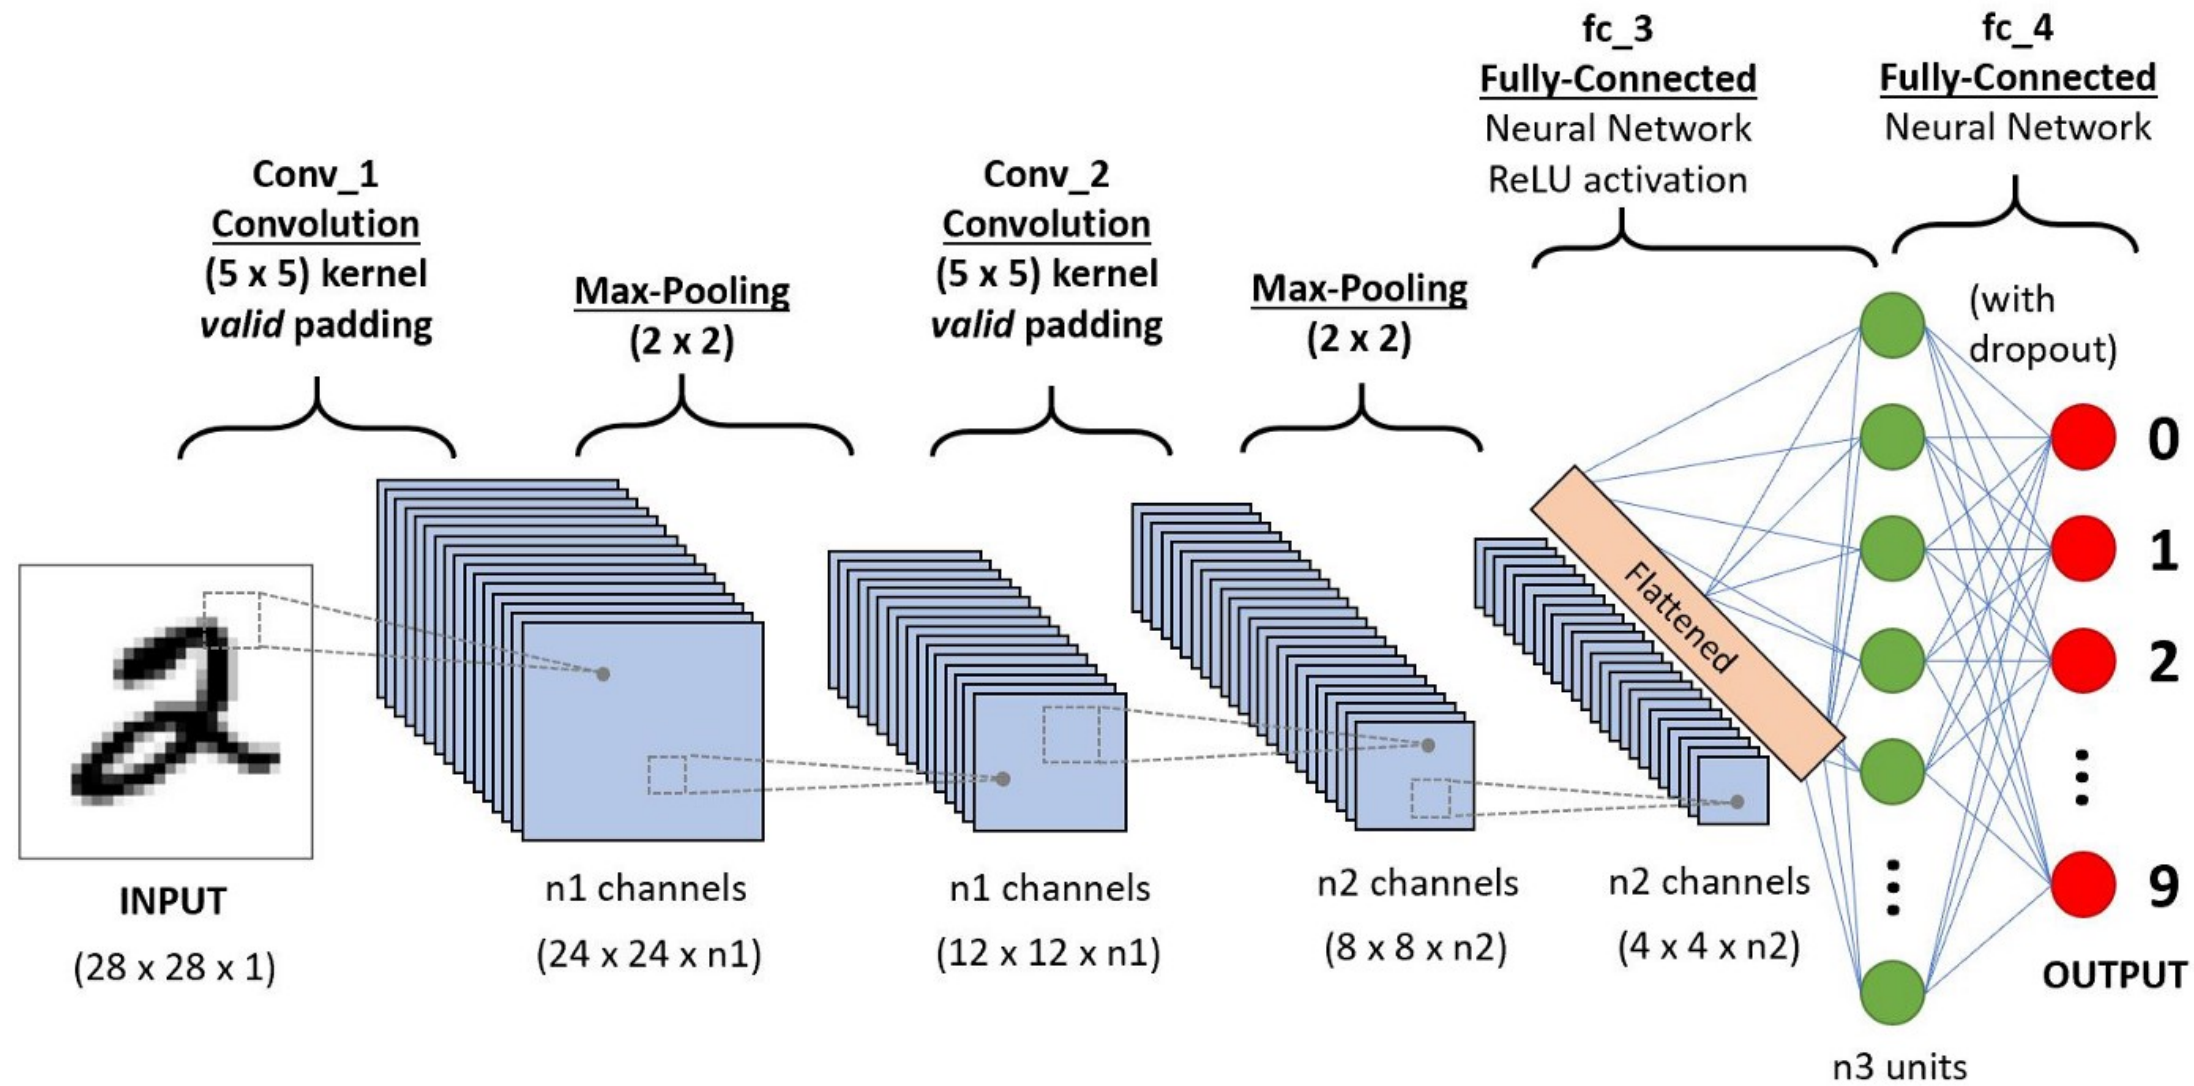 Conv_1
Convolution
(5 x 5) kernel
valid padding
Max-Pooling
(2 x 2)
Conv_2
Convolution
(5 x 5) kernel
valid padding
Max-Pooling
(2 x 2)
fc_3
Fully-Connected
Neural Network
ReLU activation
fc_4
Fully-Connected
Neural Network
(with
dropout)
Flattened
0
1
2
9
OUTPUT
INPUT
(28 x 28 x 1)
n1 channels
(24 x 24 x n1)
n1 channels
(12 x 12 x n1)
n2 channels
(8 x 8 x n2)
n2 channels
(4 x 4 x n2)
n3 units
2